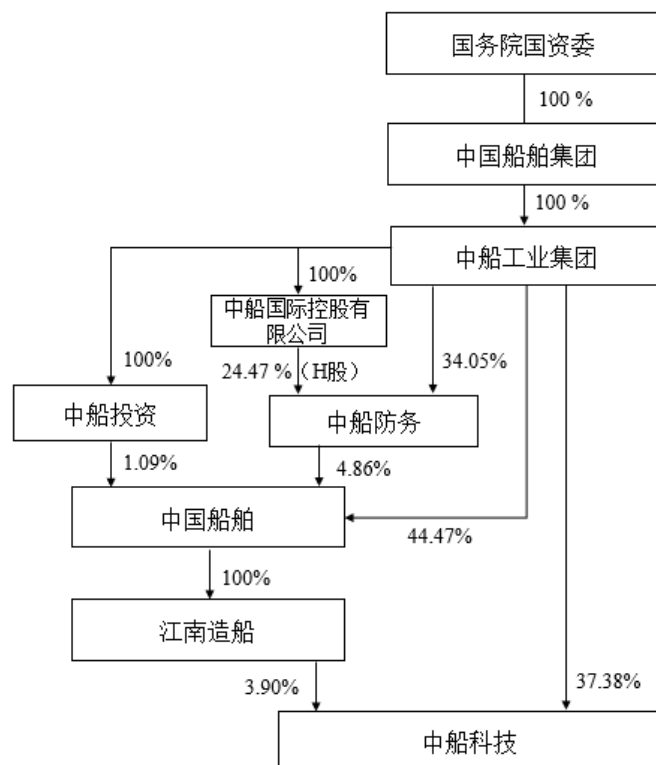 国务院国资委
100 %
中国船舶集团
100 %
中船工业集团
100%
中船国际控股有
限公司
100%
24.47 %（H股）
34.05%
中船投资
中船防务
1.09%
4.86%
中国船舶
44.47%
100%
江南造船
3.90%
37.38%
中船科技